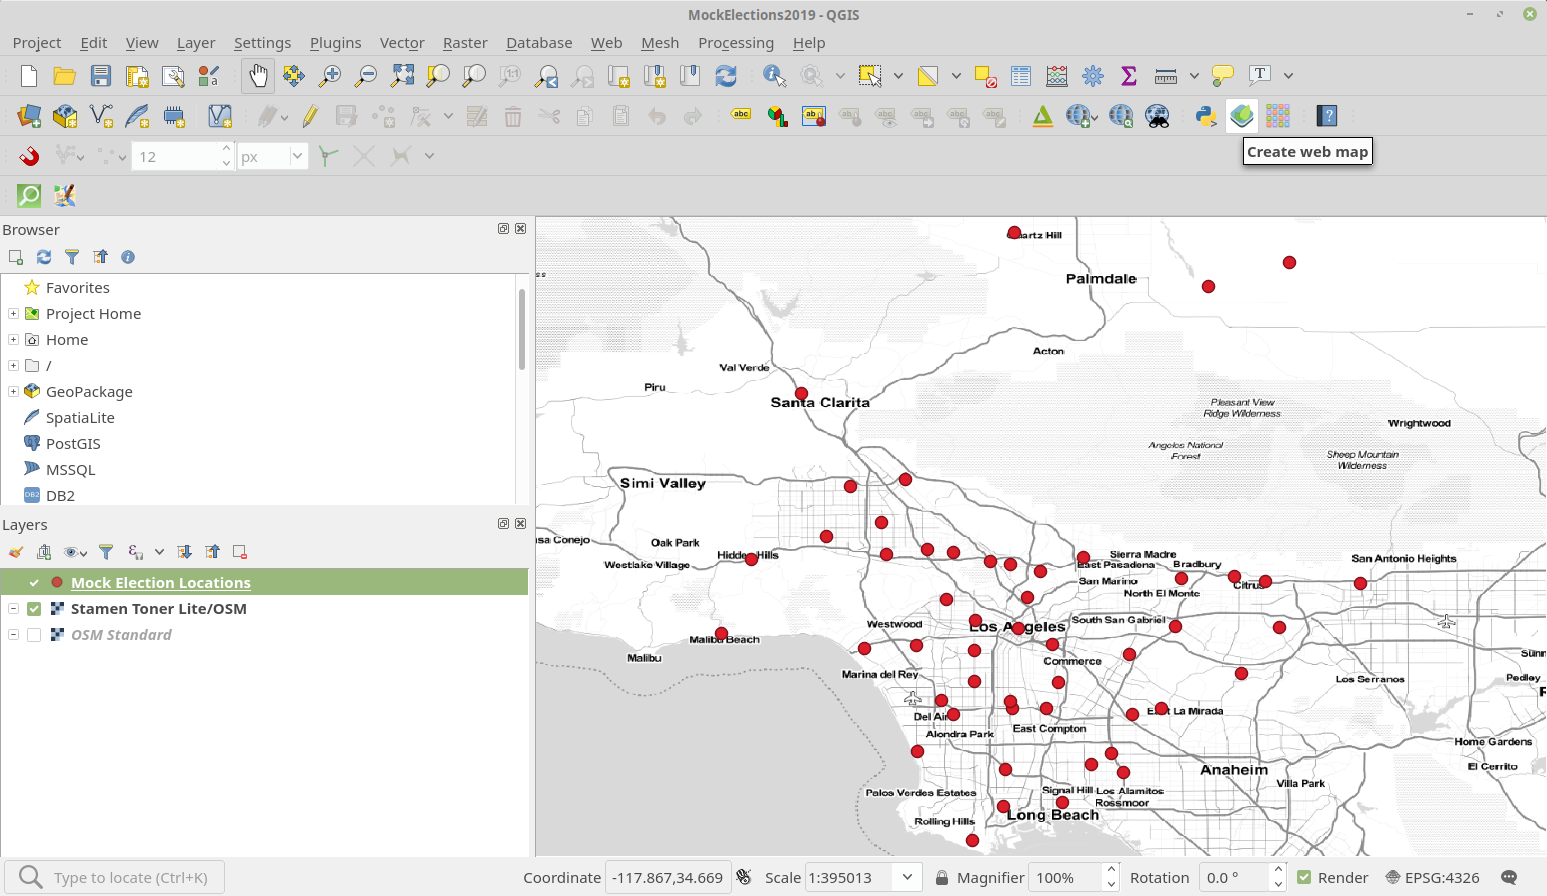 MockElections2019 - QGIS
Project Edit View Layer Settings Plugins Vector Raster Database Web Mesh Processing Help
1:1
T
abc
abc
?
12 px
Create web map
Browser
Favorites
Project Home
Home
/
GeoPackage
SpatiaLite
PostGIS
MSSQL
DB2 DB2
Layers
Mock Election Locations
Stamen Toner Lite/OSM
OSM Standard
ss
artz Hill
Palmdale
Acton
Val Verde
Piru
Santa Clarita
Pleasant View
Ridge Wilderness
Wrightwood
Angeles National
Forest
Sheep Mountain
Wilderness
Simi Valley
sa Conejo
Oak Park
Hidden Hills
Westlake Village
Sierra Madre
East Pasadena
Bradbury
San Antonio Heights
San Marino
Citrus
North El Monte
Westwood
Los Angeles
South San Gabriel
Malibu Beach
Malibu
Commerce
Sunn
Marina del Rey
Los Serranos
Pedley
R
Del Air
East La Mirada
Alondra Park
East Compton
Home Gardens
El Cerrito
Anaheim
Villa Park
Palos Verdes Estates
Signal Hill
Los Alamitos
Rossmoor
Rolling Hills
Long Beach
Type to locate (Ctrl+K) Coordinate -117.867,34.669 Scale 1:395013 Magnifier 100% Rotation 0.0 ° Render EPSG:4326